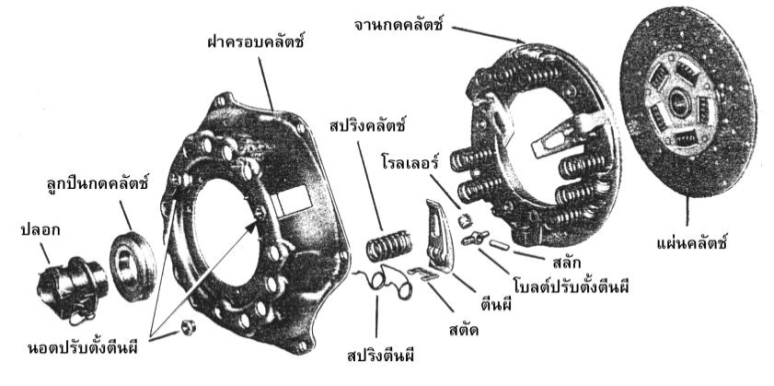 จานกดคลัตช์
ฝาครอบคลัตช์
สปริงคลัตช์
โรลเลอร์
ลูกปืนกดคลัตช์
ปลอก
แผ่นคลัตช์
สลัก
โบลต์ปรับตั้งตีนผี
ตีนผี
สตัด
นอตปรับตั้งตีนผี
สปริงตีนผี